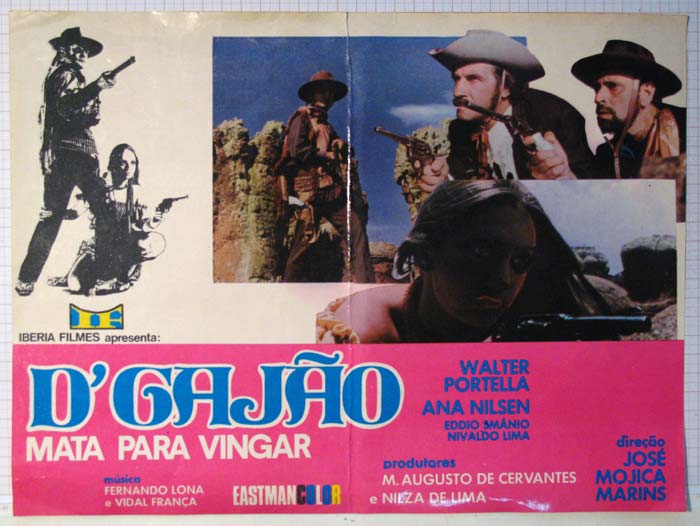 IBERIA FILMES apresenta:
D'GAJÃO
MATA PARA VINGAR
música
FERNANDO LONA
e VIDAL FRANÇA
EASTMANCOLOR
WALTER
PORTELLA
ANA NILSEN
EDDIO SMÂNIO
NIVALDO LIMA
produtores
M. AUGUSTO DE CERVANTES
e NILZA DE LIMA
direção
JOSÉ
MOJICA
MARINS